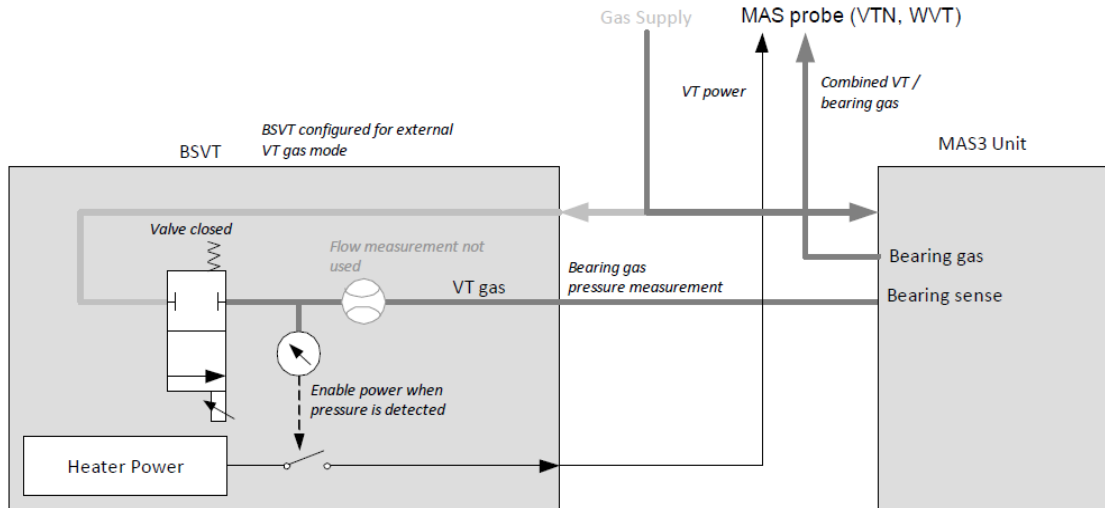 Gas Supply
MAS probe (VTN, WVT)
VT power
Combined VT /
bearing gas
BSVT configured for external
VT gas mode
BSVT
MAS3 Unit
Valve closed
Flow measurement not
used
VT gas
Bearing gas
pressure measurement
Bearing gas
Bearing sense
Enable power when
pressure is detected
Heater Power